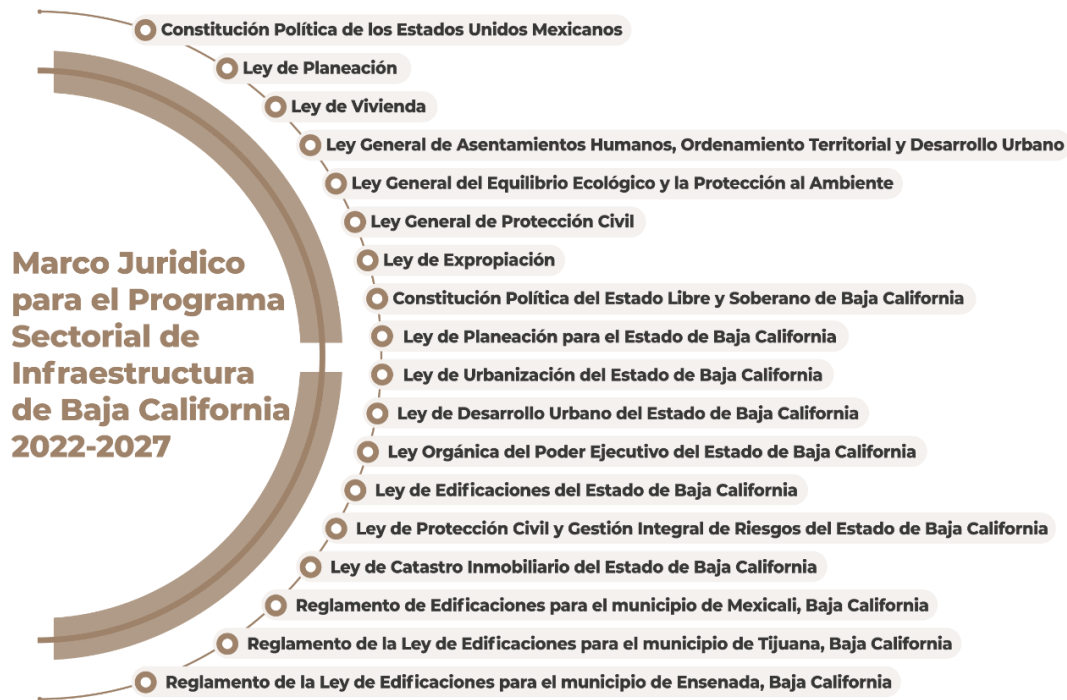 Marco Juridico
para el Programa
Sectorial de
Infraestructura
de Baja California
2022-2027
Constitución Política de los Estados Unidos Mexicanos
Ley de Planeación
Ley de Vivienda
Ley General de Asentamientos Humanos, Ordenamiento Territorial y Desarrollo Urbano
Ley General del Equilibrio Ecológico y la Protección al Ambiente
Ley General de Protección Civil
Ley de Expropiación
Constitución Política del Estado Libre y Soberano de Baja California
Ley de Planeación para el Estado de Baja California
Ley de Urbanización del Estado de Baja California
Ley de Desarrollo Urbano del Estado de Baja California
Ley Orgánica del Poder Ejecutivo del Estado de Baja California
Ley de Edificaciones del Estado de Baja California
Ley de Protección Civil y Gestión Integral de Riesgos del Estado de Baja California
Ley de Catastro Inmobiliario del Estado de Baja California
Reglamento de Edificaciones para el municipio de Mexicali, Baja California
Reglamento de la Ley de Edificaciones para el municipio de Tijuana, Baja California
Reglamento de la Ley de Edificaciones para el municipio de Ensenada, Baja California